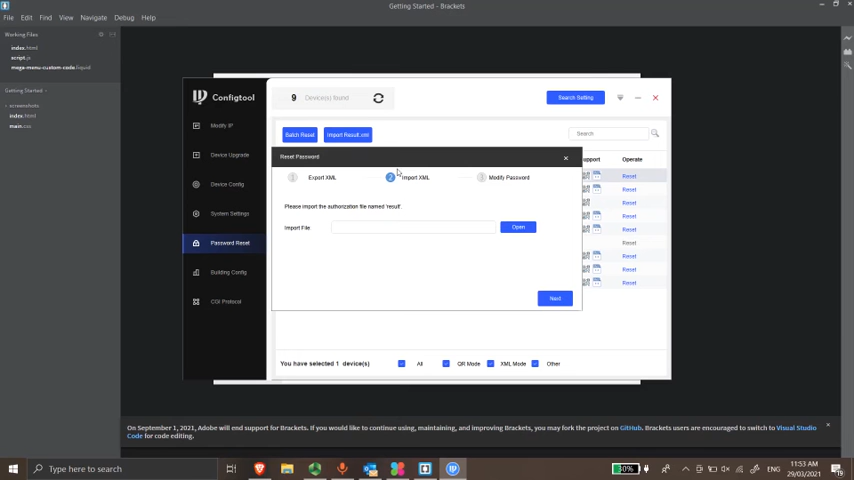 Getting Started - Brackets
File Edit Find View Navigate Debug Help
Working Files
index.html
script.js
mega-menu-custom-code.liquid
Getting Started
screenshots
index.html
main.css
Configtool
9 Device(s) found
Search Setting
Modify IP
Batch Reset Import Result.xml
Search
Device Upgrade
Reset Password
upport Operate
1 Export XML 2 Import XML 3 Modify Password
Reset
Device Config
Reset
Reset
Please import the authorization file named 'result'.
System Settings
Reset
Import File Open
Reset
Password Reset
Reset
Reset
Building Config
Reset
Reset
CGI Protocol
Next
You have selected 1 device(s) All QR Mode XML Mode Other
On September 1, 2021, Adobe will end support for Brackets. If you would like to continue using, maintaining, and improving Brackets, you may fork the project on GitHub. Brackets users are encouraged to switch to Visual Studio
Code for code editing.
Type here to search
30%
ENG
11:53 AM
29/03/2021
19